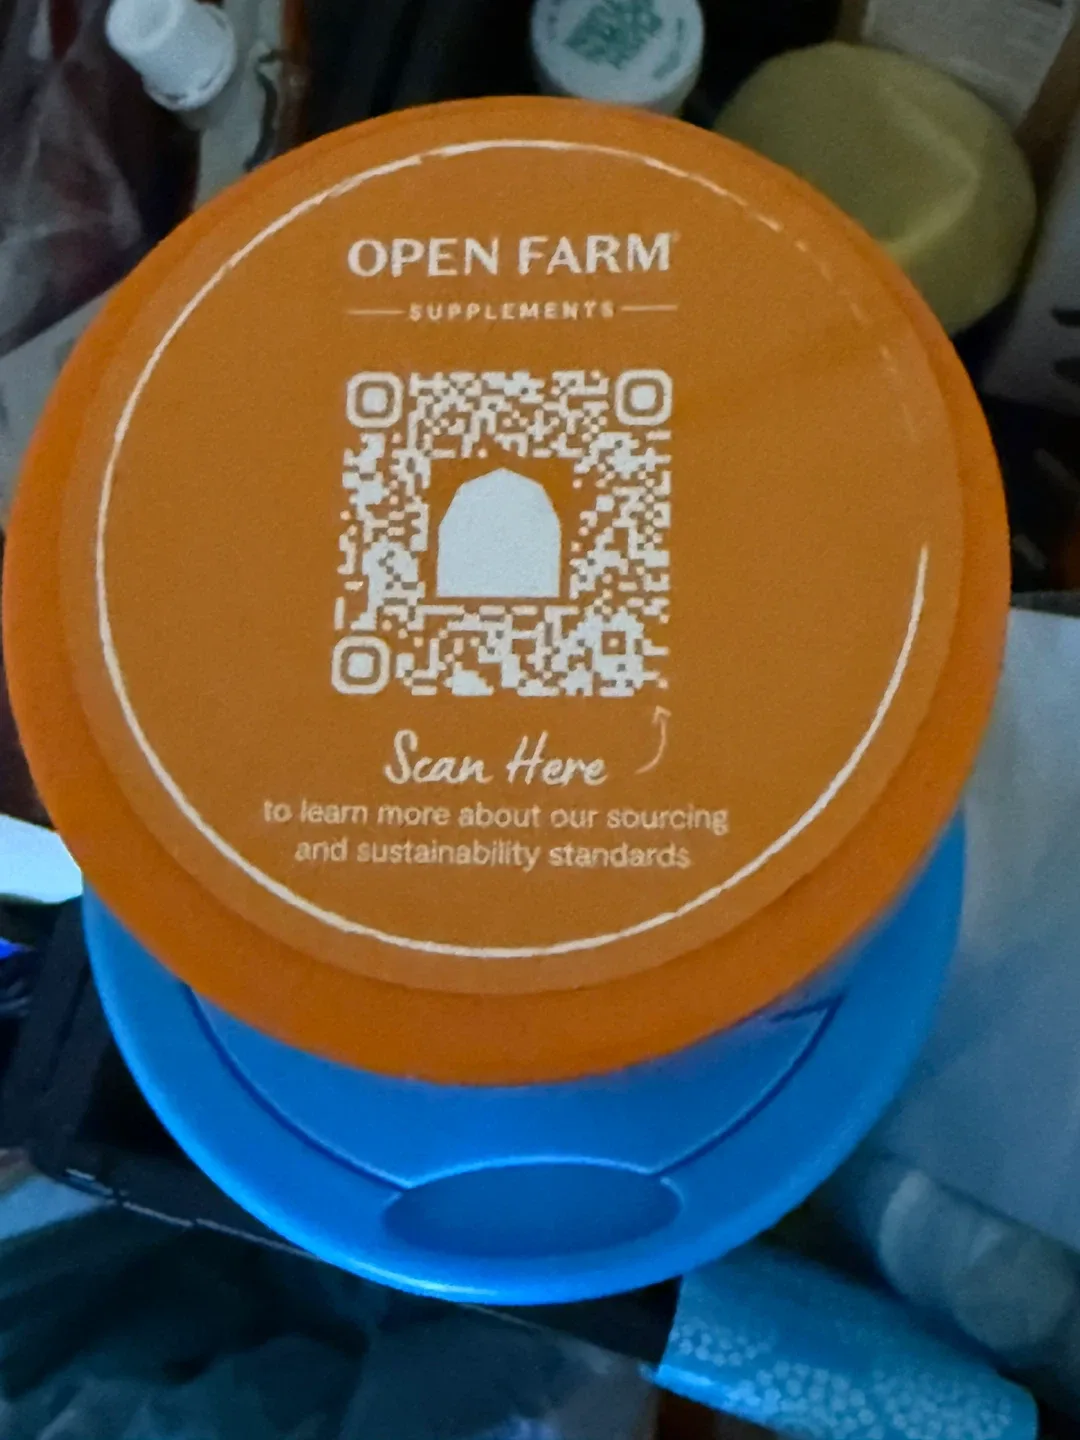 OPEN FARM
SUPPLEMENTS
Scan Here
to learn more about our sourcing
and sustainability standards